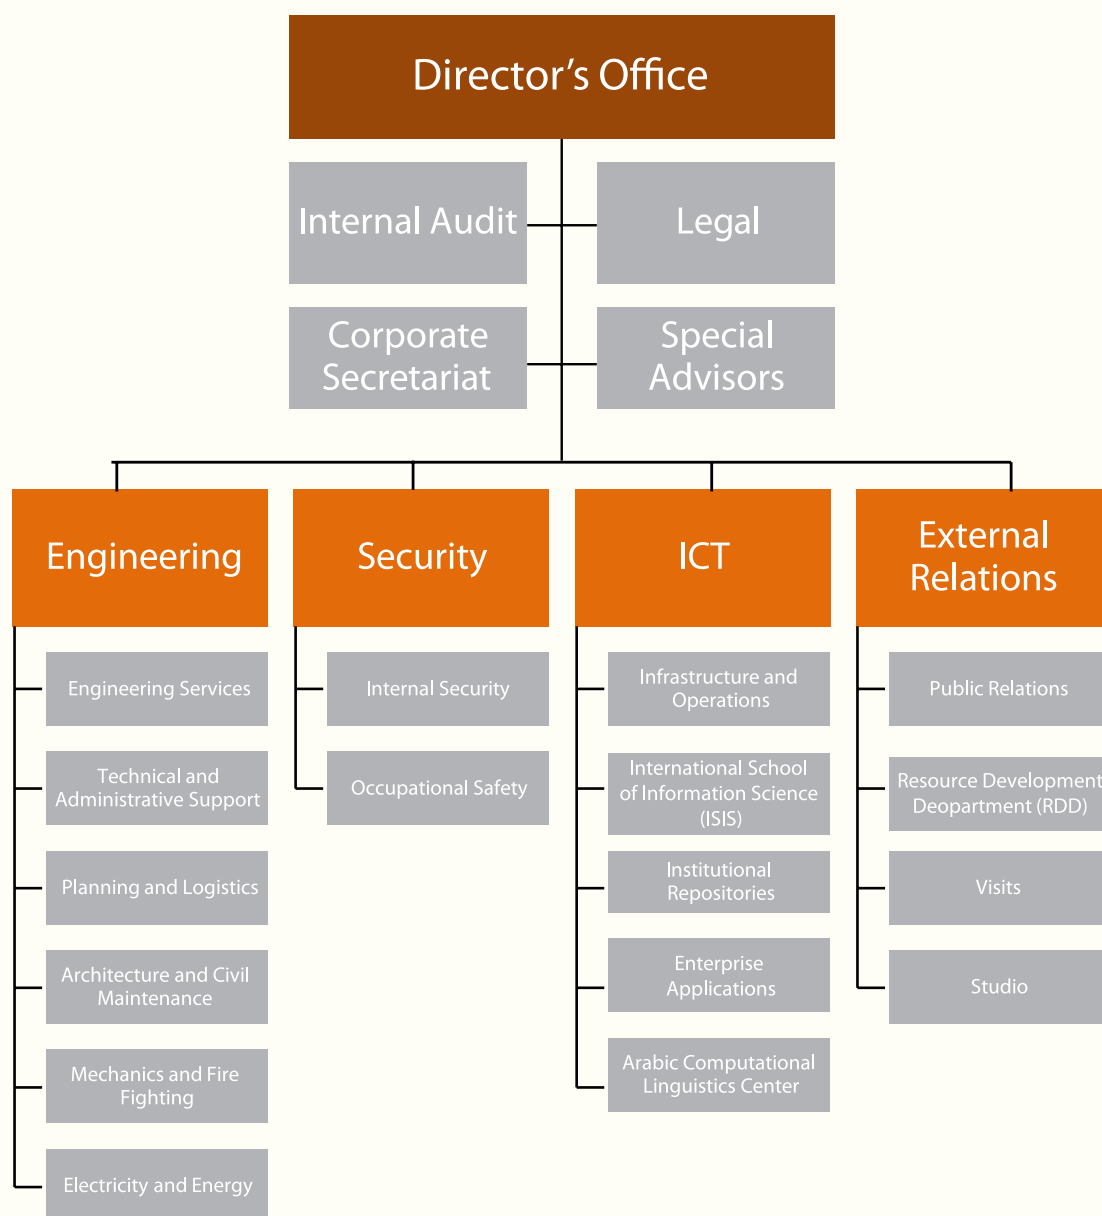 Director’s Office
Internal Audit
Legal
Corporate
Secretariat
Special
Advisors
Engineering
Security
ICT
External
Relations
Engineering Services
Technical and
Administrative Support
Planning and Logistics
Architecture and Civil
Maintenance
Mechanics and Fire
Fighting
Electricity and Energy
Internal Security
Occupational Safety
Infrastructure and
Operations
International School
of Information Science
(ISIS)
Institutional
Repositories
Enterprise
Applications
Arabic Computational
Linguistics Center
Public Relations
Resource Development
Deopartment (RDD)
Visits
Studio